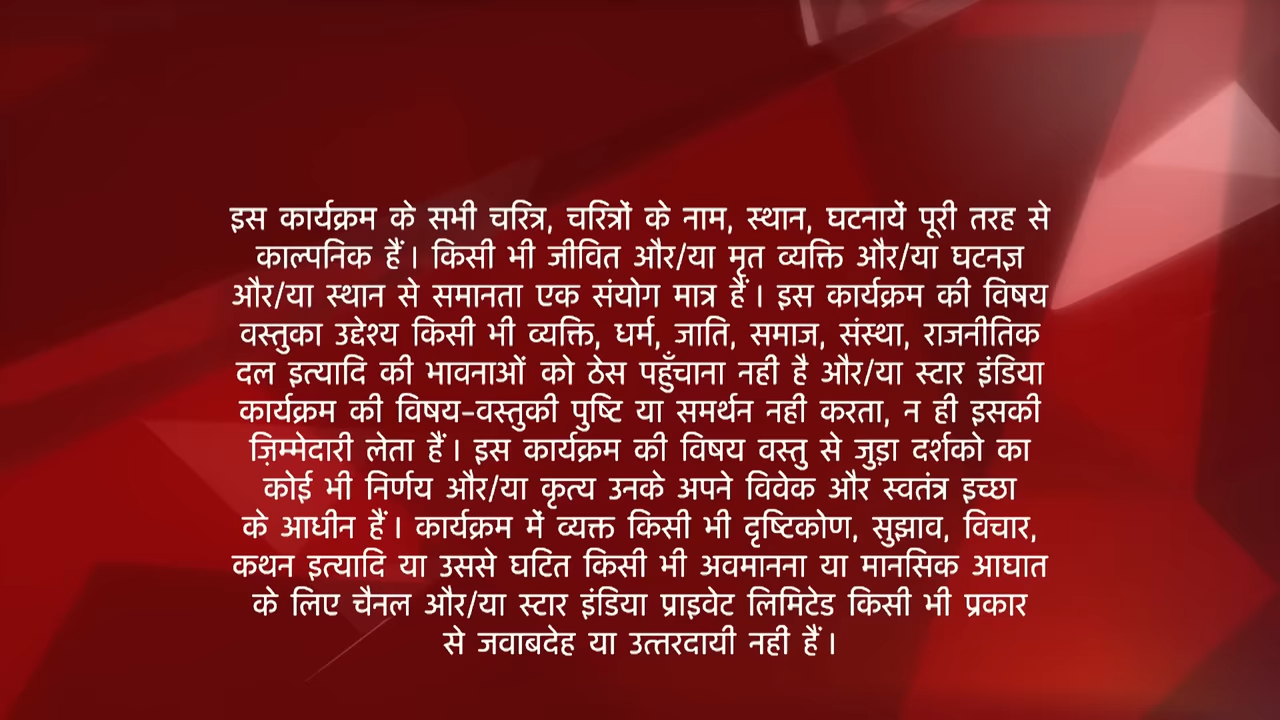 इस कार्यक्रम के सभी चरित्र, चरित्रों के नाम, स्थान, घटनायें पूरी तरह से
काल्पनिक हैं। किसी भी जीवित और/या मृत व्यक्ति और/या घटनज्ञ
और/या स्थान से समानता एक संयोग मात्र हैं। इस कार्यक्रम की विषय
वस्तुका उद्देश्य किसी भी व्यक्ति, धर्म, जाति, समाज, संस्था, राजनीतिक
दल इत्यादि की भावनाओं को ठेस पहुँचाना नही है और/या स्टार इंडिया
कार्यक्रम की विषय-वस्तुकी पुष्टि या समर्थन नही करता, न ही इसकी
ज़िम्मेदारी लेता हैं। इस कार्यक्रम की विषय वस्तु से जुड़ा दर्शको का
कोई भी निर्णय और/या कृत्य उनके अपने विवेक और स्वतंत्र इच्छा
के आधीन हैं। कार्यक्रम में व्यक्त किसी भी दृष्टिकोण, सुझाव, विचार,
कथन इत्यादि या उससे घटित किसी भी अवमानना या मानसिक आघात
के लिए चैनल और/या स्टार इंडिया प्राइवेट लिमिटेड किसी भी प्रकार
से जवाबदेह या उत्तरदायी नही हैं।